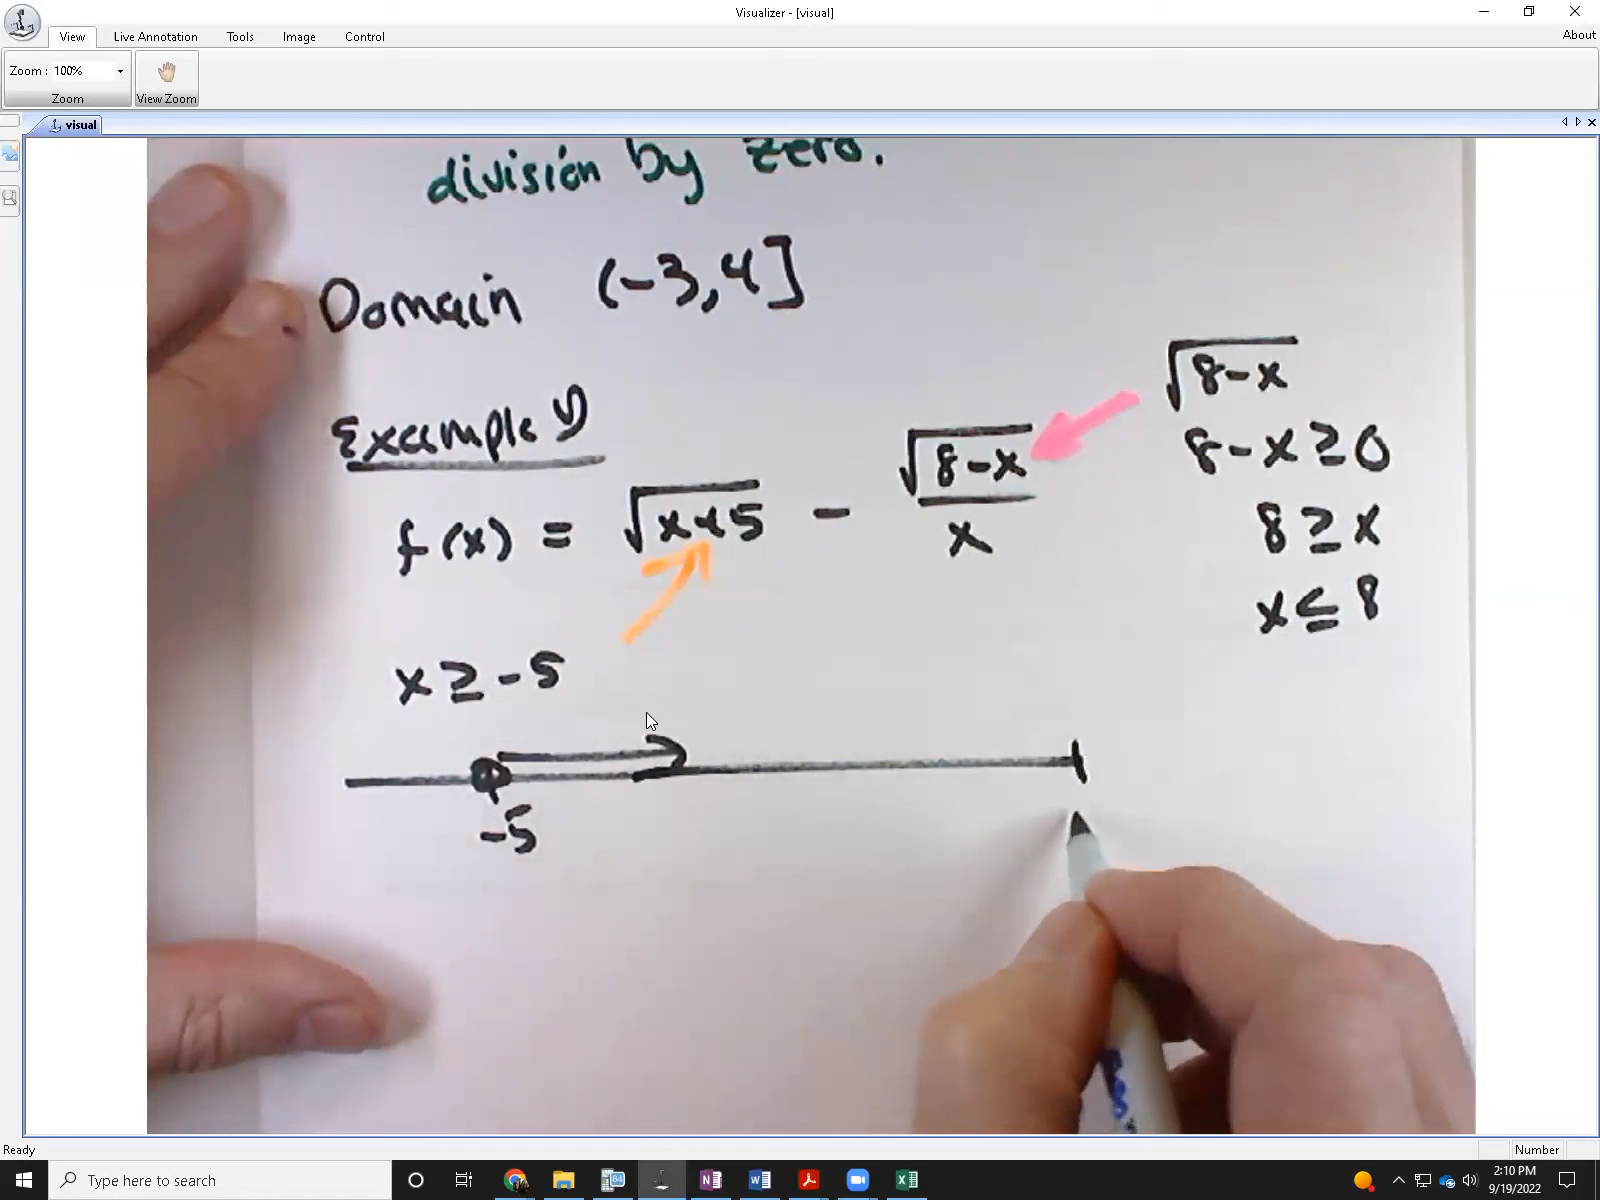 Visualizer - [visual]
View Live Annotation Tools Image Control About
Zoom : 100%
Zoom View Zoom
visual
division by zero.
Domain (-3,4]
Example
f(x) = √x+5 - √8-x / x
√8-x
8-x≥0
8≥x
x≤8
x≥-5
-5
Ready Number
Type here to search
2:10 PM
9/19/2022